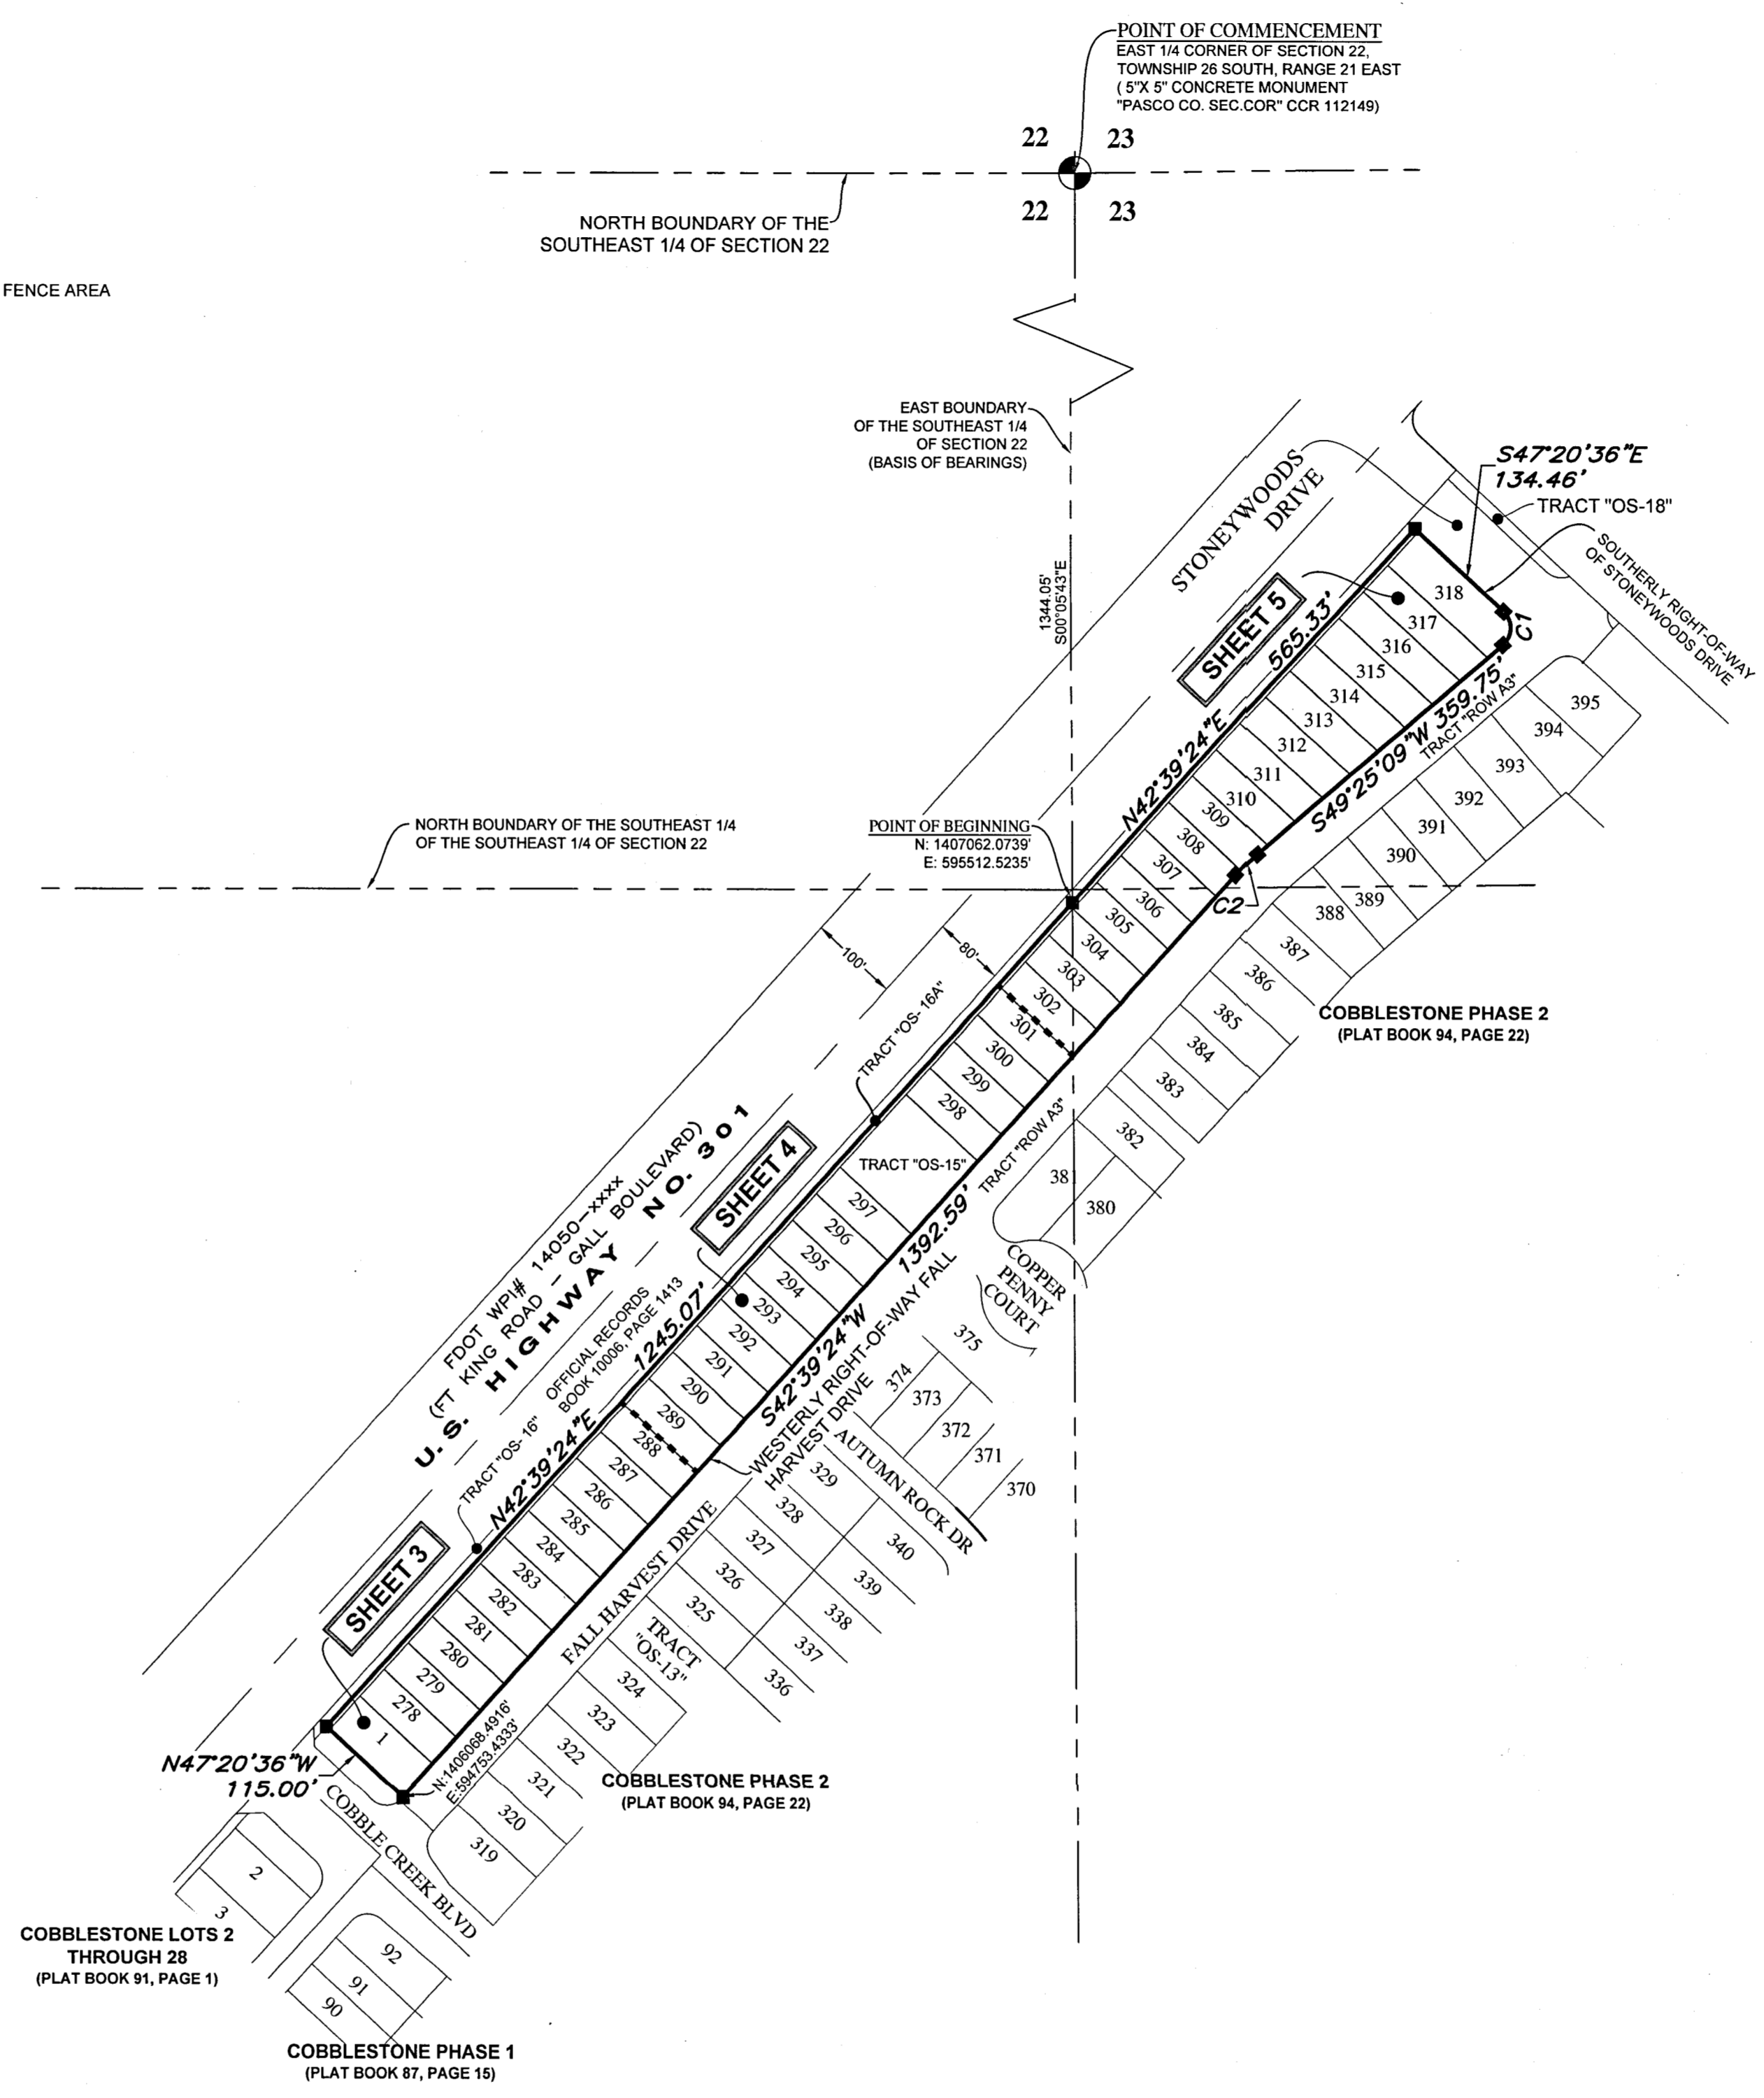 POINT OF COMMENCEMENT
EAST 1/4 CORNER OF SECTION 22,
TOWNSHIP 26 SOUTH, RANGE 21 EAST
( 5"X 5" CONCRETE MONUMENT
"PASCO CO. SEC.COR" CCR 112149)
22 23
22 23
NORTH BOUNDARY OF THE
SOUTHEAST 1/4 OF SECTION 22
FENCE AREA
EAST BOUNDARY
OF THE SOUTHEAST 1/4
OF SECTION 22
(BASIS OF BEARINGS)
1344.05'
S00°05'43"E
STONEYWOODS
DRIVE
S47°20'36"E
134.46'
TRACT "OS-18"
SOUTHERLY RIGHT-OF-WAY
OF STONEYWOODS DRIVE
SHEET 5
N42°39'24"E
565.33'
318
317
316
315
314
313
312
311
310
309
308
307
306
305
304
303
302
301
300
299
298
C1
S49°25'09"W 359.75'
TRACT "ROW A3"
C2
395
394
393
392
391
390
389
388
387
386
385
384
383
382
381
380
COBBLESTONE PHASE 2
(PLAT BOOK 94, PAGE 22)
NORTH BOUNDARY OF THE SOUTHEAST 1/4
OF THE SOUTHEAST 1/4 OF SECTION 22
POINT OF BEGINNING
N: 1407062.0739'
E: 595512.5235'
100'
80'
TRACT "OS-16A"
TRACT "OS-15"
TRACT "ROW A3"
SHEET 4
FDOT WPI# 14050-xxxx
(FT KING ROAD - GALL BOULEVARD)
U.S. HIGHWAY NO. 301
OFFICIAL RECORDS
BOOK 10006, PAGE 1413
N42°39'24"E
1245.07'
TRACT "OS-16"
297
296
295
294
293
292
291
290
289
288
287
286
285
284
283
282
281
280
279
278
1
S42°39'24"W
1392.59'
WESTERLY RIGHT-OF-WAY FALL
HARVEST DRIVE
COPPER
PENNY
COURT
375
374
373
372
371
370
AUTUMN ROCK DR
329
328
327
326
325
340
339
338
337
336
FALL HARVEST DRIVE
TRACT
"OS-13"
324
323
322
321
320
319
SHEET 3
N47°20'36"W
115.00'
N:1406068.4916'
E:594753.4333'
COBBLESTONE PHASE 2
(PLAT BOOK 94, PAGE 22)
COBBLE CREEK BLVD
2
3
COBBLESTONE LOTS 2
THROUGH 28
(PLAT BOOK 91, PAGE 1)
92
91
90
COBBLESTONE PHASE 1
(PLAT BOOK 87, PAGE 15)